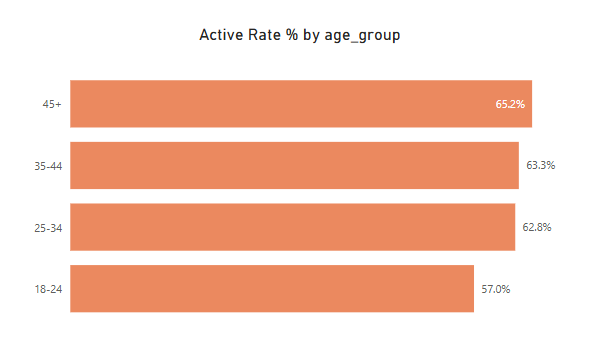 Active Rate % by age_group
45+ 65.2%
35-44 63.3%
25-34 62.8%
18-24 57.0%